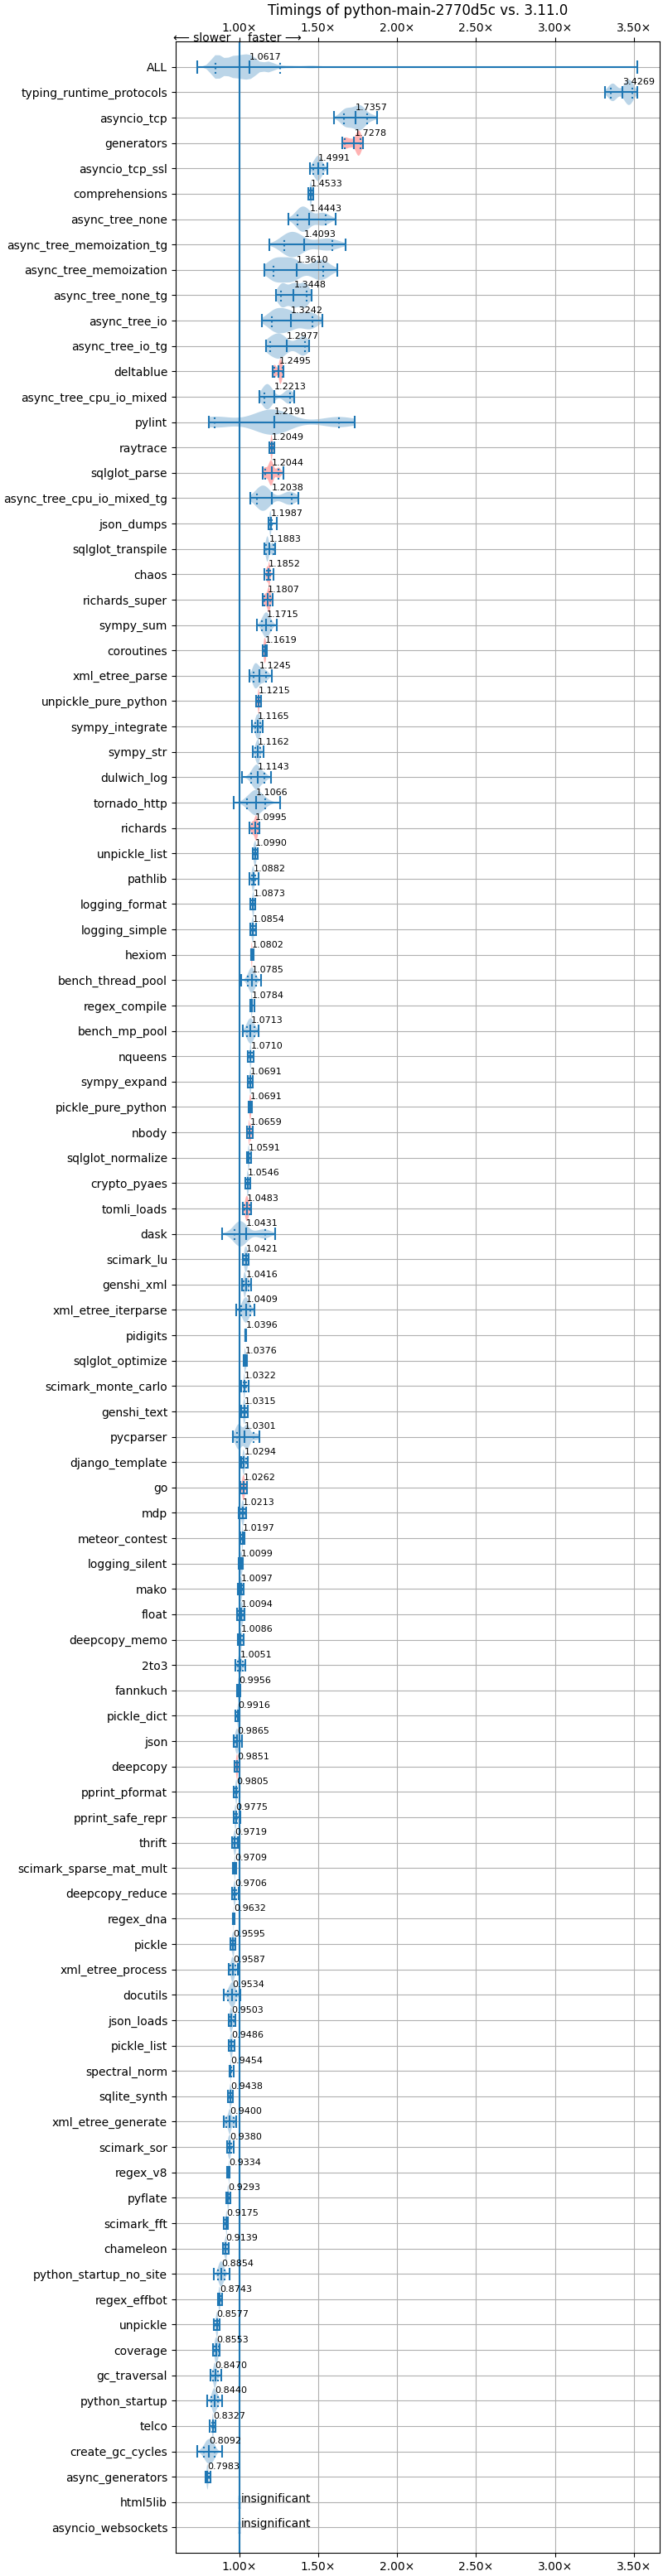 Timings of python-main-2770d5c vs. 3.11.0
1.00× 1.50× 2.00× 2.50× 3.00× 3.50×
⟵ slower faster ⟶
ALL 1.0617
typing_runtime_protocols 3.4269
asyncio_tcp 1.7357
generators 1.7278
asyncio_tcp_ssl 1.4991
comprehensions 1.4533
async_tree_none 1.4443
async_tree_memoization_tg 1.4093
async_tree_memoization 1.3610
async_tree_none_tg 1.3448
async_tree_io 1.3242
async_tree_io_tg 1.2977
deltablue 1.2495
async_tree_cpu_io_mixed 1.2213
pylint 1.2191
raytrace 1.2049
sqlglot_parse 1.2044
async_tree_cpu_io_mixed_tg 1.2038
json_dumps 1.1987
sqlglot_transpile 1.1883
chaos 1.1852
richards_super 1.1807
sympy_sum 1.1715
coroutines 1.1619
xml_etree_parse 1.1245
unpickle_pure_python 1.1215
sympy_integrate 1.1165
sympy_str 1.1162
dulwich_log 1.1143
tornado_http 1.1066
richards 1.0995
unpickle_list 1.0990
pathlib 1.0882
logging_format 1.0873
logging_simple 1.0854
hexiom 1.0802
bench_thread_pool 1.0785
regex_compile 1.0784
bench_mp_pool 1.0713
nqueens 1.0710
sympy_expand 1.0691
pickle_pure_python 1.0691
nbody 1.0659
sqlglot_normalize 1.0591
crypto_pyaes 1.0546
tomli_loads 1.0483
dask 1.0431
scimark_lu 1.0421
genshi_xml 1.0416
xml_etree_iterparse 1.0409
pidigits 1.0396
sqlglot_optimize 1.0376
scimark_monte_carlo 1.0322
genshi_text 1.0315
pycparser 1.0301
django_template 1.0294
go 1.0262
mdp 1.0213
meteor_contest 1.0197
logging_silent 1.0099
mako 1.0097
float 1.0094
deepcopy_memo 1.0086
2to3 1.0051
fannkuch 0.9956
pickle_dict 0.9916
json 0.9865
deepcopy 0.9851
pprint_pformat 0.9805
pprint_safe_repr 0.9775
thrift 0.9719
scimark_sparse_mat_mult 0.9709
deepcopy_reduce 0.9706
regex_dna 0.9632
pickle 0.9595
xml_etree_process 0.9587
docutils 0.9534
json_loads 0.9503
pickle_list 0.9486
spectral_norm 0.9454
sqlite_synth 0.9438
xml_etree_generate 0.9400
scimark_sor 0.9380
regex_v8 0.9334
pyflate 0.9293
scimark_fft 0.9175
chameleon 0.9139
python_startup_no_site 0.8854
regex_effbot 0.8743
unpickle 0.8577
coverage 0.8553
gc_traversal 0.8470
python_startup 0.8440
telco 0.8327
create_gc_cycles 0.8092
async_generators 0.7983
html5lib insignificant
asyncio_websockets insignificant
1.00× 1.50× 2.00× 2.50× 3.00× 3.50×